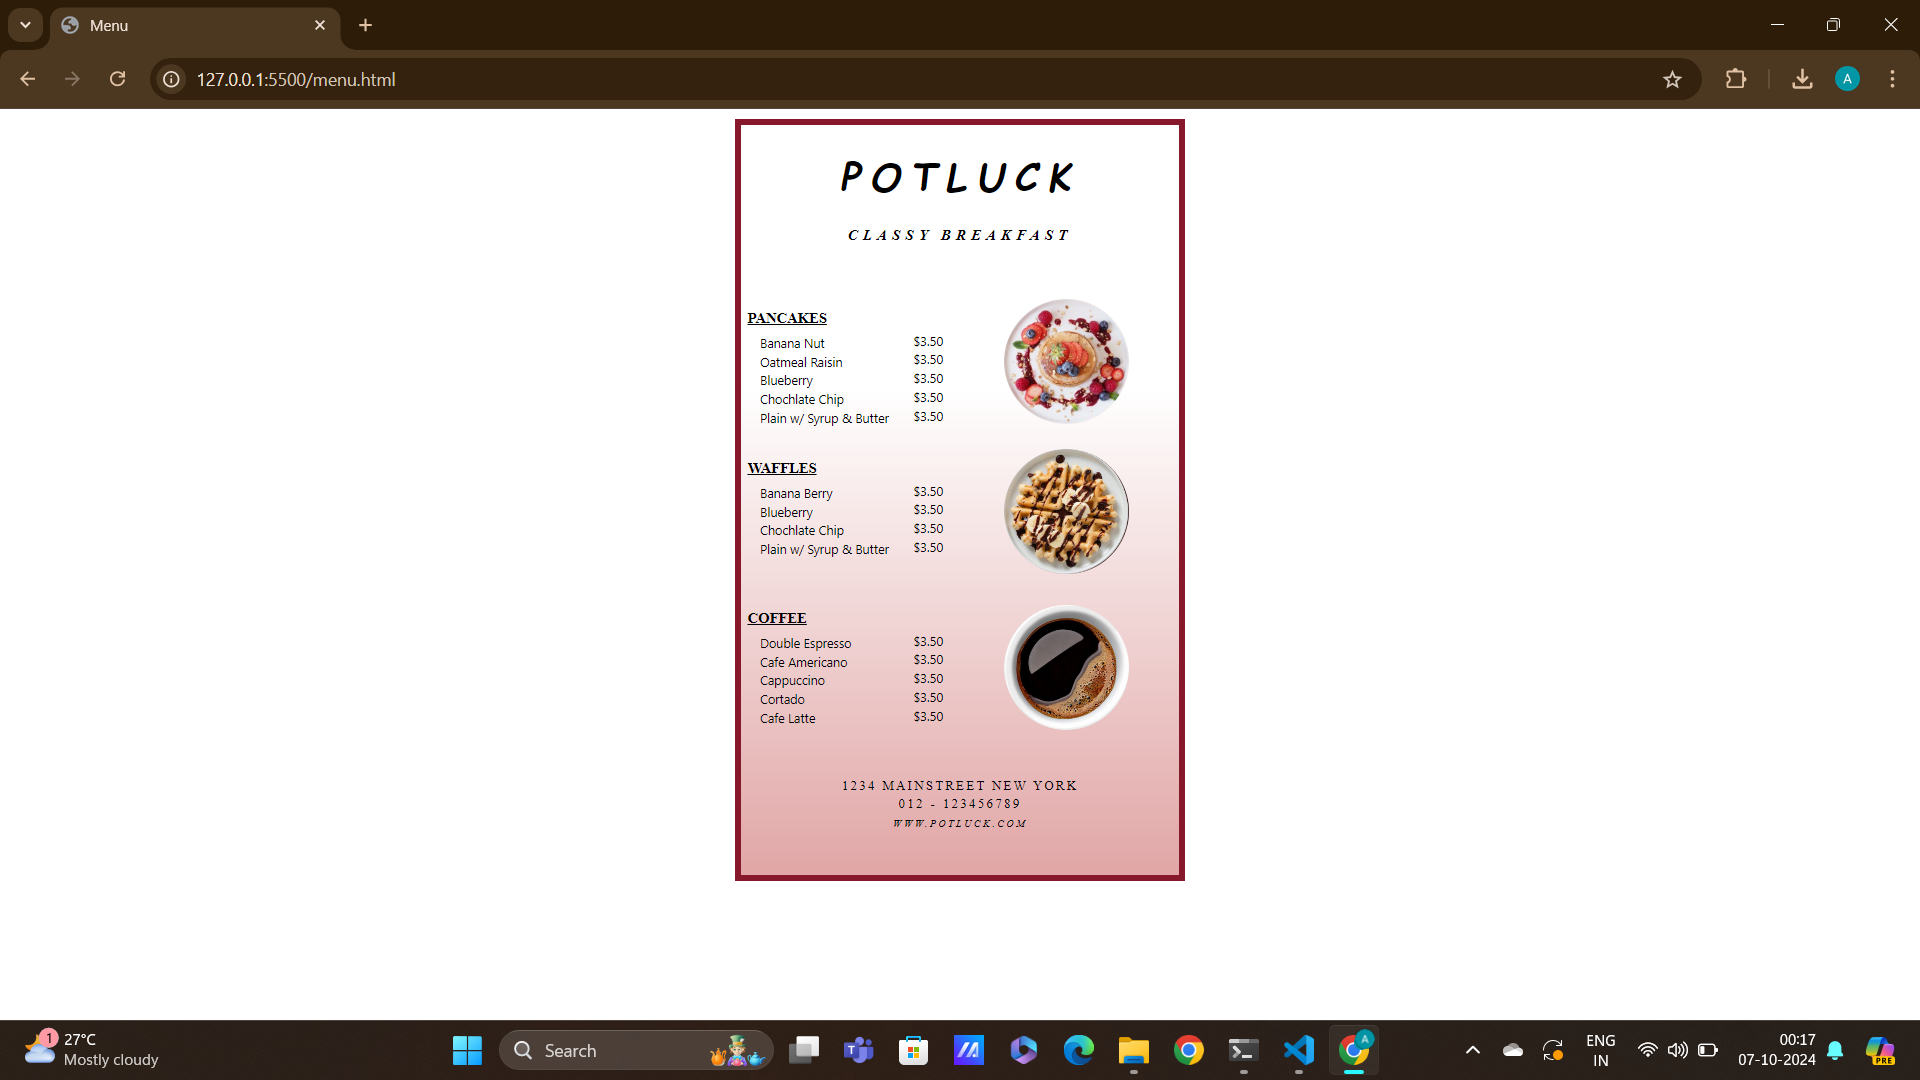 Menu
127.0.0.1:5500/menu.html
A
POTLUCK
CLASSY BREAKFAST
PANCAKES
Banana Nut $3.50
Oatmeal Raisin $3.50
Blueberry $3.50
Chochlate Chip $3.50
Plain w/ Syrup & Butter $3.50
WAFFLES
Banana Berry $3.50
Blueberry $3.50
Chochlate Chip $3.50
Plain w/ Syrup & Butter $3.50
COFFEE
Double Espresso $3.50
Cafe Americano $3.50
Cappuccino $3.50
Cortado $3.50
Cafe Latte $3.50
1234 MAINSTREET NEW YORK
012 - 123456789
WWW.POTLUCK.COM
1
27°C
Mostly cloudy
Search
T
A
ENG
IN
00:17
07-10-2024
PRE